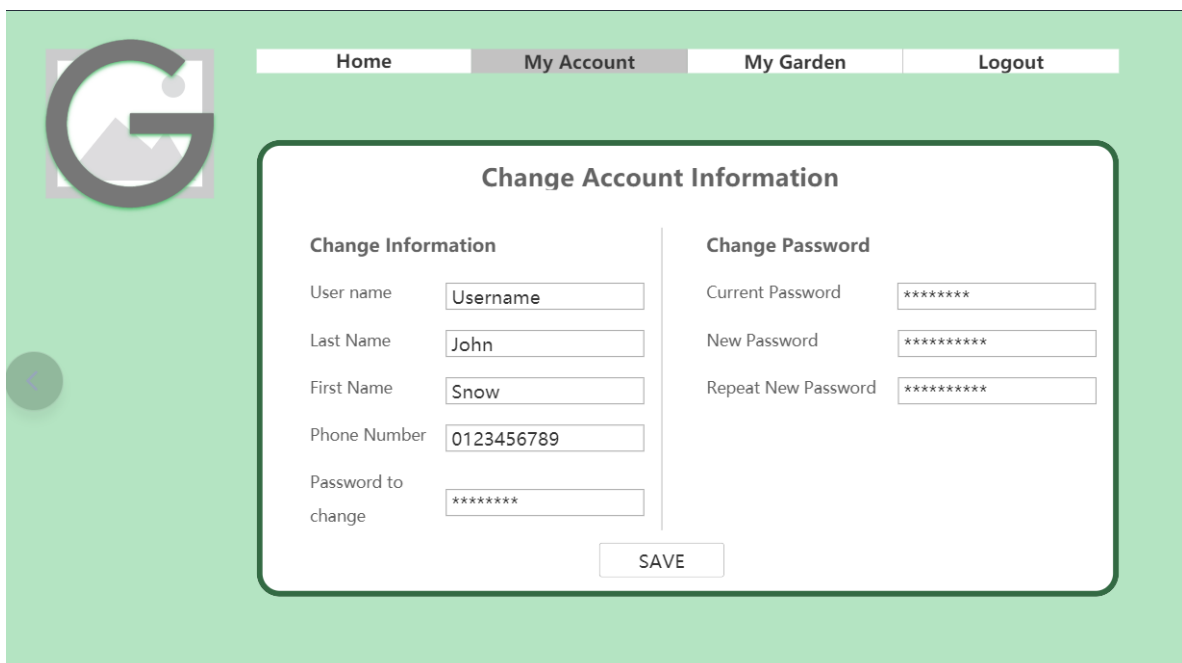 G
Home My Account My Garden Logout
Change Account Information
Change Information
User name Username
Last Name John
First Name Snow
Phone Number 0123456789
Password to
change ********
Change Password
Current Password ********
New Password **********
Repeat New Password **********
SAVE